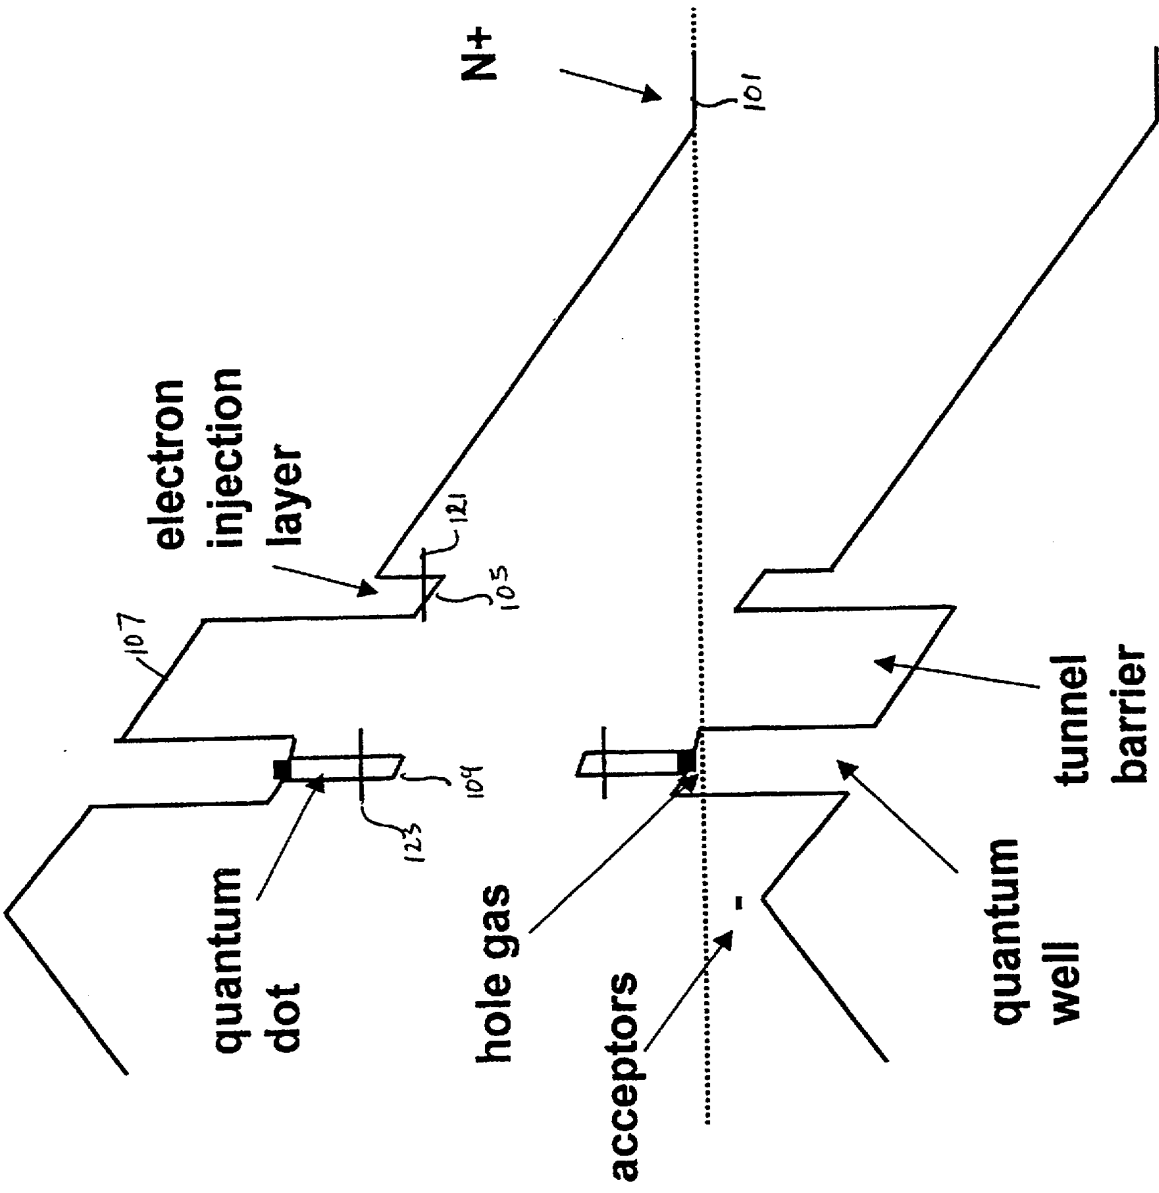 N+
101
electron
injection
layer
121
105
107
tunnel
barrier
109
123
quantum
dot
hole gas
quantum
well
acceptors
-